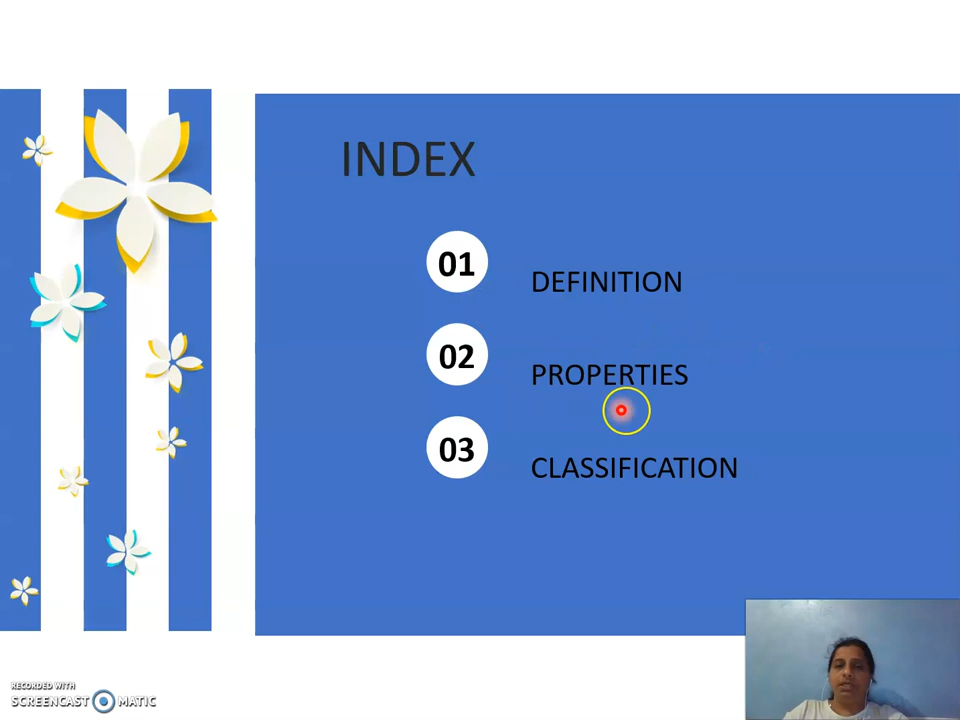 INDEX
01
DEFINITION
02
PROPERTIES
03
CLASSIFICATION
RECORDED WITH
SCREENCAST MATIC